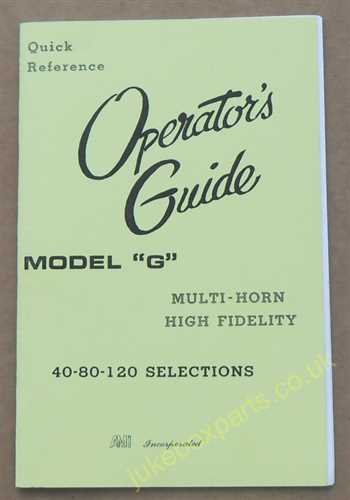 Quick
Reference
Operator's
Guide
MODEL "G"
MULTI-HORN
HIGH FIDELITY
40-80-120 SELECTIONS
AMI Incorporated
jukeboxparts.co.uk